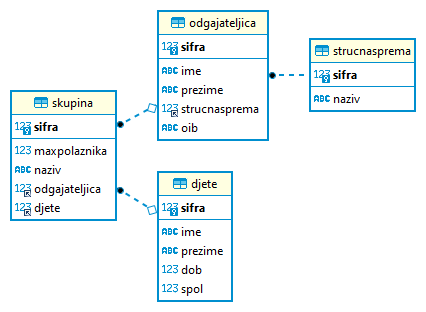 odgajateljica
123 sifra
ABC ime
ABC prezime
123 strucnasprema
ABC oib
strucnasprema
123 sifra
ABC naziv
skupina
123 sifra
123 maxpolaznika
ABC naziv
123 odgajateljica
123 djete
djete
123 sifra
ABC ime
ABC prezime
123 dob
123 spol